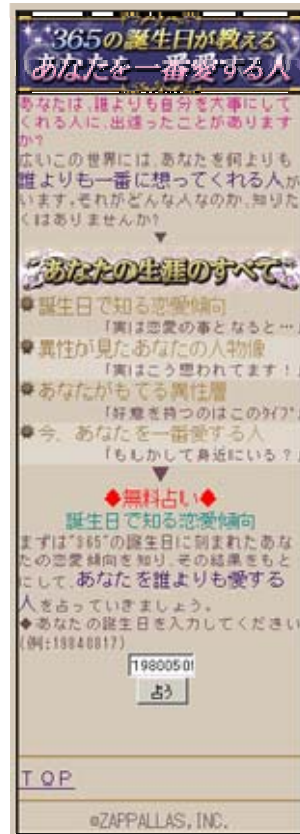 365の誕生日が教える
あなたを一番愛する人
あなたは、誰よりも自分を大事にして
くれる人に、出逢ったことがあります
か?
広いこの世界には、あなたを何よりも
誰よりも一番に想ってくれる人が
います。それがどんな人なのか、知りた
くはありませんか?
▼
あなたの生涯のすべて
誕生日で知る恋愛傾向
「実は恋愛の事となると…」
異性が見たあなたの人物像
「実はこう思われてます!」
あなたがもてる異性層
「好意を持つのはこのタイプ」
今、あなたを一番愛する人
「もしかして身近にいる?」
▼
◆無料占い◆
誕生日で知る恋愛傾向
まずは"365"の誕生日に刻まれたあな
たの恋愛傾向を知り、その結果をもと
にして、あなたを誰よりも愛する
人を占っていきましょう。
◆あなたの誕生日を入力してください
(例:19840817)
19800505
占う
TOP
©ZAPPALLAS,INC.